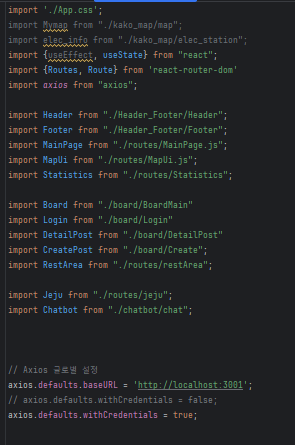 import './App.css';
import Mymap from "./kako_map/map";
import elec_info from "./kako_map/elec_station";
import {useEffect, useState} from "react";
import {Routes, Route} from 'react-router-dom'
import axios from "axios";
import Header from "./Header_Footer/Header";
import Footer from "./Header_Footer/Footer";
import MainPage from "./routes/MainPage.js";
import MapUi from "./routes/MapUi.js";
import Statistics from "./routes/Statistics";
import Board from "./board/BoardMain"
import Login from "./board/Login"
import DetailPost from "./board/DetailPost"
import CreatePost from "./board/Create";
import RestArea from "./routes/restArea";
import Jeju from "./routes/jeju";
import Chatbot from "./chatbot/chat";
// Axios 글로벌 설정
axios.defaults.baseURL = 'http://localhost:3001';
// axios.defaults.withCredentials = false;
axios.defaults.withCredentials = true;